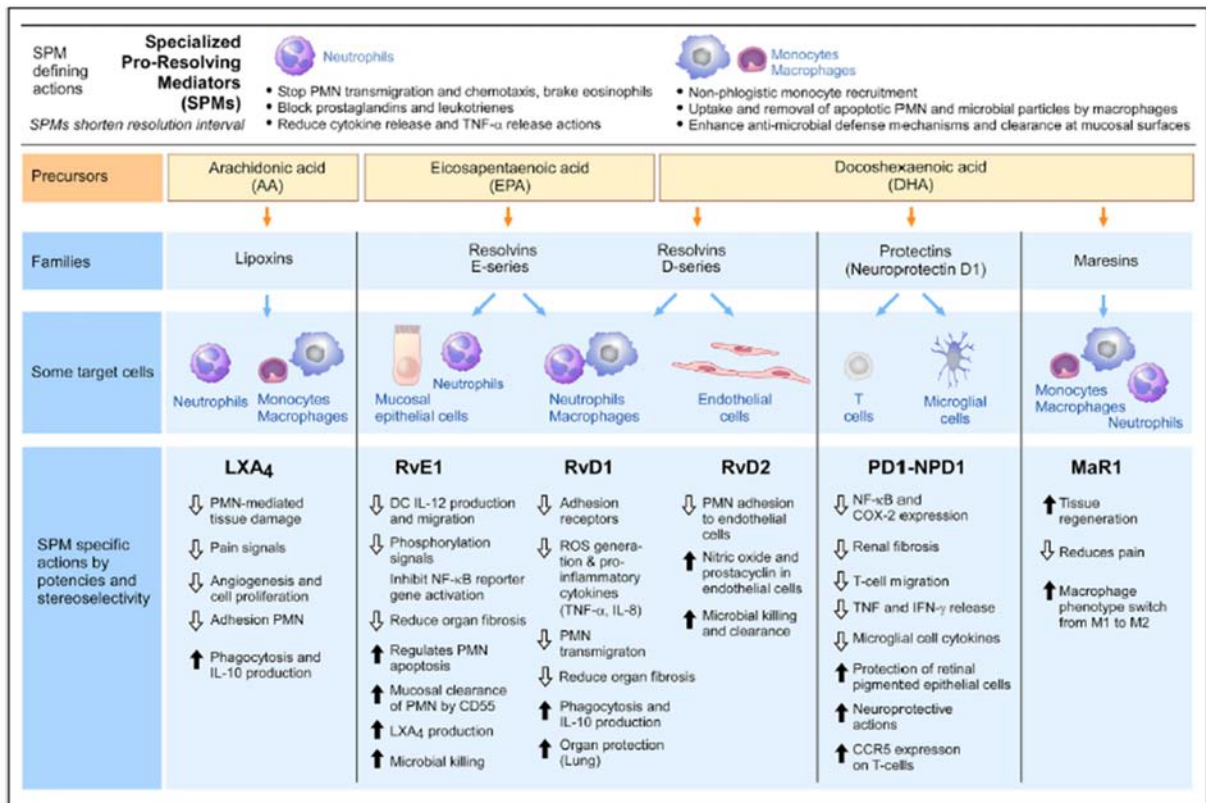 SPM
defining
actions
Specialized
Pro-Resolving
Mediators
(SPMs)
SPMs shorten resolution interval
Neutrophils
• Stop PMN transmigration and chemotaxis, brake eosinophils
• Block prostaglandins and leukotrienes
• Reduce cytokine release and TNF-α release actions
Monocytes
Macrophages
• Non-phlogistic monocyte recruitment
• Uptake and removal of apoptotic PMN and microbial particles by macrophages
• Enhance anti-microbial defense mechanisms and clearance at mucosal surfaces
Precursors
Arachidonic acid
(AA)
Eicosapentaenoic acid
(EPA)
Docoshexaenoic acid
(DHA)
Families
Lipoxins
Resolvins
E-series
Resolvins
D-series
Protectins
(Neuroprotectin D1)
Maresins
Some target cells
Neutrophils
Monocytes
Macrophages
Mucosal
epithelial cells
Neutrophils
Neutrophils
Macrophages
Endothelial
cells
T
cells
Microglial
cells
Monocytes
Macrophages
Neutrophils
SPM specific
actions by
potencies and
stereoselectivity
LXA4
⇩ PMN-mediated
tissue damage
⇩ Pain signals
⇩ Angiogenesis and
cell proliferation
⇩ Adhesion PMN
⬆ Phagocytosis and
IL-10 production
RvE1
⇩ DC IL-12 production
and migration
⇩ Phosphorylation
signals
Inhibit NF-κB reporter
gene activation
⇩ Reduce organ fibrosis
⬆ Regulates PMN
apoptosis
⬆ Mucosal clearance
of PMN by CD55
⬆ LXA4 production
⬆ Microbial killing
RvD1
⇩ Adhesion
receptors
⇩ ROS genera-
tion & pro-
inflammatory
cytokines
(TNF-α, IL-8)
⇩ PMN
transmigraton
⇩ Reduce organ fibrosis
⬆ Phagocytosis and
IL-10 production
⬆ Organ protection
(Lung)
RvD2
⇩ PMN adhesion
to endothelial
cells
⬆ Nitric oxide and
prostacyclin in
endothelial cells
⬆ Microbial killing
and clearance
PD1-NPD1
⇩ NF-κB and
COX-2 expression
⇩ Renal fibrosis
⇩ T-cell migration
⇩ TNF and IFN-γ release
⇩ Microglial cell cytokines
⬆ Protection of retinal
pigmented epithelial cells
⬆ Neuroprotective
actions
⬆ CCR5 expresson
on T-cells
MaR1
⬆ Tissue
regeneration
⇩ Reduces pain
⬆ Macrophage
phenotype switch
from M1 to M2